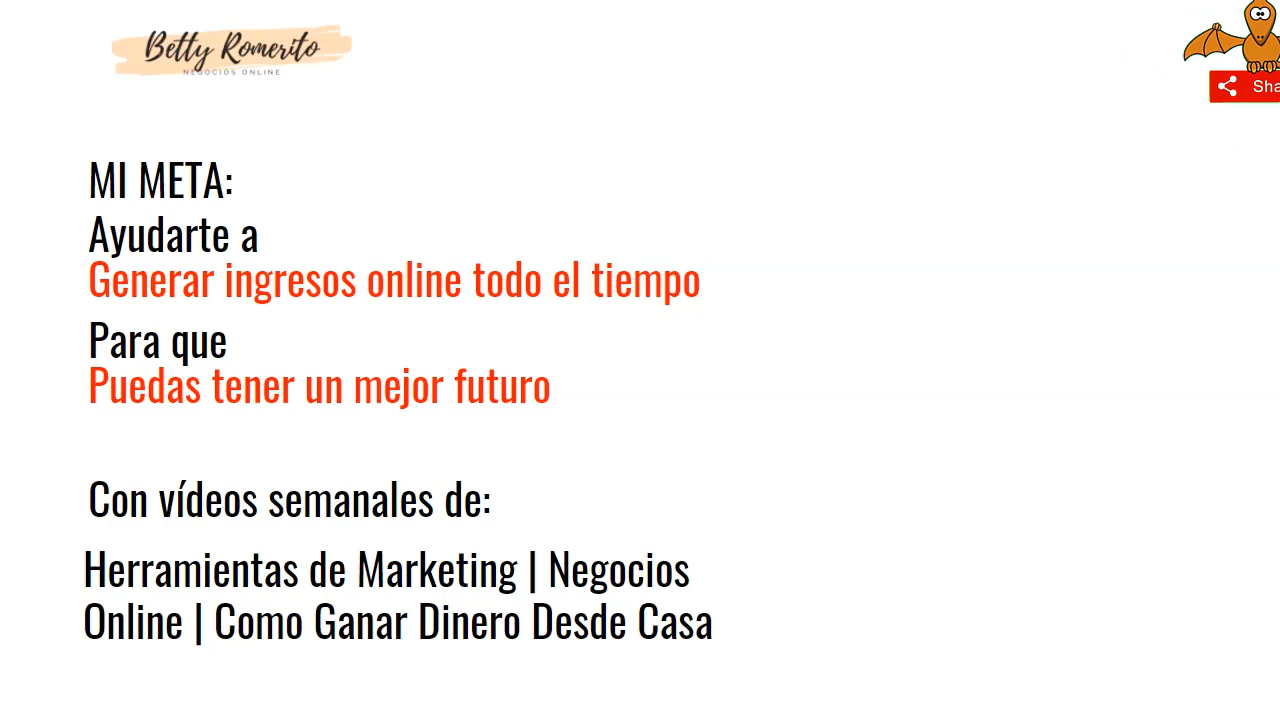 Betty Romerito
NEGOCIOS ONLINE
Sha
MI META:
Ayudarte a
Generar ingresos online todo el tiempo
Para que
Puedas tener un mejor futuro
Con vídeos semanales de:
Herramientas de Marketing | Negocios
Online | Como Ganar Dinero Desde Casa